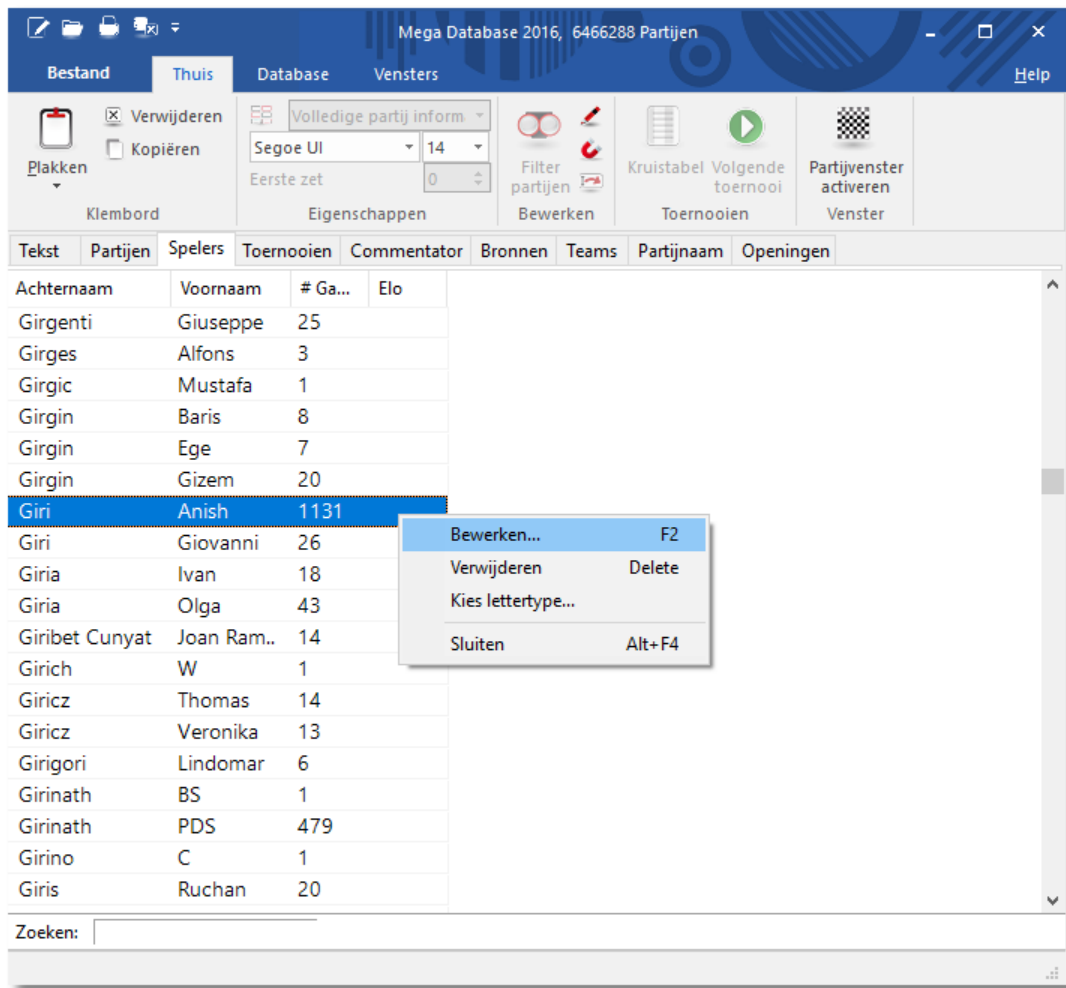 Mega Database 2016, 6466288 Partijen
Bestand Thuis Database Vensters Help
Verwijderen Volledige partij inform
Kopiëren Segoe UI 14
Plakken Filter partijen Kruistabel Volgende toernooi Partijvenster activeren
Eerste zet 0
Klembord Eigenschappen Bewerken Toernooien Venster
Tekst Partijen Spelers Toernooien Commentator Bronnen Teams Partijnaam Openingen
Achternaam Voornaam # Ga... Elo
Girgenti Giuseppe 25
Girges Alfons 3
Girgic Mustafa 1
Girgin Baris 8
Girgin Ege 7
Girgin Gizem 20
Giri Anish 1131
Giri Giovanni 26
Giria Ivan 18
Giria Olga 43
Giribet Cunyat Joan Ram.. 14
Girich W 1
Giricz Thomas 14
Giricz Veronika 13
Girigori Lindomar 6
Girinath BS 1
Girinath PDS 479
Girino C 1
Giris Ruchan 20
Bewerken... F2
Verwijderen Delete
Kies lettertype...
Sluiten Alt+F4
Zoeken: